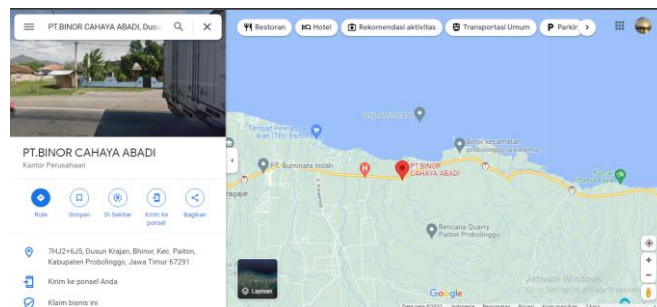 PT.BINOR CAHAYA ABADI, Dus
Restoran
Hotel
Rekomendasi aktivitas
Transportasi Umum
Parkir
PT.BINOR CAHAYA ABADI
Kantor Perusahaan
Rute
Simpan
Di Sekitar
Kirim ke ponsel
Bagikan
7HJ2+6J5, Dusun Krajan, Bhinor, Kec. Paiton,
Kabupaten Probolinggo, Jawa Timur 67291
Kirim ke ponsel Anda
Klaim bisnis ini
Tempat Pelelangan
Ikan (TPI) Paiton
Binor kecamatan
probolinggo jawa timur
PT. Buminata Indah
PT.BINOR
CAHAYA ABADI
Rencana Quarry
Paiton Probolinggo
Lapisan
Google
Activate Windows